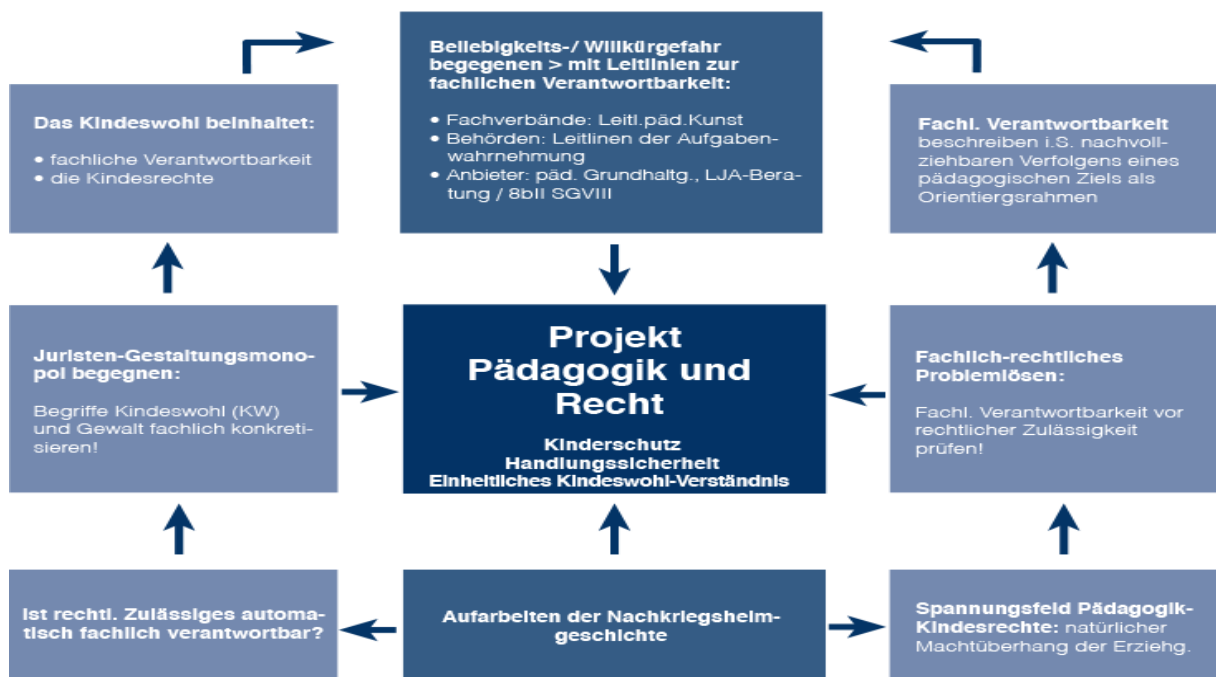 Beliebigkeits-/ Willkürgefahr
begegenen > mit Leitlinien zur
fachlichen Verantwortbarkeit:
• Fachverbände: Leitl.päd.Kunst
• Behörden: Leitlinen der Aufgaben-
wahrnehmung
• Anbieter: päd. Grundhaltg., LJA-Bera-
tung / 8bII SGVIII
Das Kindeswohl beinhaltet:
• fachliche Verantwortbarkeit
• die Kindesrechte
Fachl. Verantwortbarkeit
beschreiben i.S. nachvoll-
ziehbaren Verfolgens eines
pädagogischen Ziels als
Orientiergsrahmen
Juristen-Gestaltungsmono-
pol begegnen:
Begriffe Kindeswohl (KW)
und Gewalt fachlich konkreti-
sieren!
Projekt
Pädagogik und
Recht
Kinderschutz
Handlungssicherheit
Einheitliches Kindeswohl-Verständnis
Fachlich-rechtliches
Problemlösen:
Fachl. Verantwortbarkeit vor
rechtlicher Zulässigkeit
prüfen!
Ist rechtl. Zulässiges automa-
tisch fachlich verantwortbar?
Aufarbeiten der Nachkriegsheim-
geschichte
Spannungsfeld Pädagogik-
Kindesrechte: natürlicher
Machtüberhang der Erziehg.